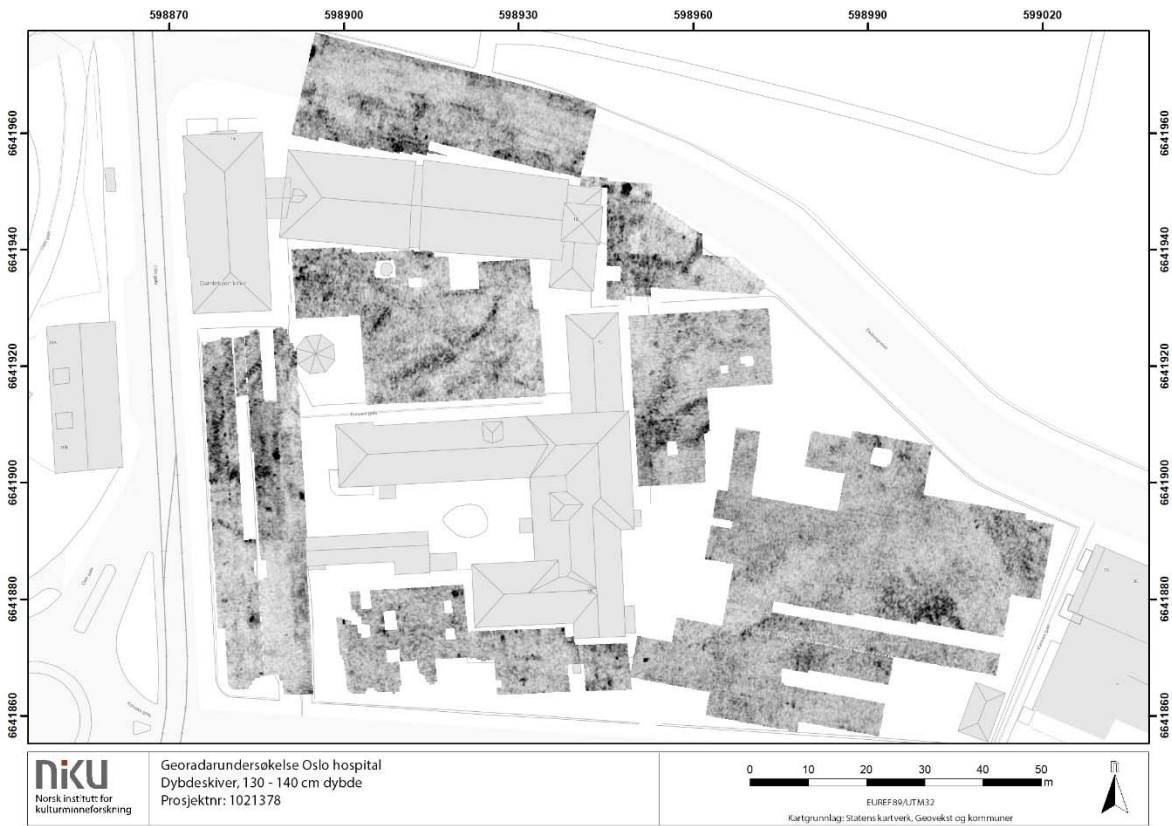 598870 598900 598930 598960 598990 599020
6641960 6641960
6641940 6641940
6641920 6641920
6641900 6641900
6641880 6641880
6641860 6641860
niku
Norsk institutt for
kulturminneforskning
Georadarundersøkelse Oslo hospital
Dybdeskiver, 130 - 140 cm dybde
Prosjektnr: 1021378
0 10 20 30 40 50
m
EUREF89/UTM32
Kartgrunnlag: Statens kartverk, Geovekst og kommuner